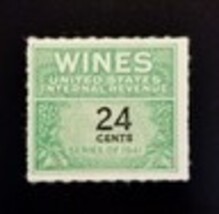 WINES
UNITED STATES
INTERNAL REVENUE
24
CENTS
SERIES OF 1941